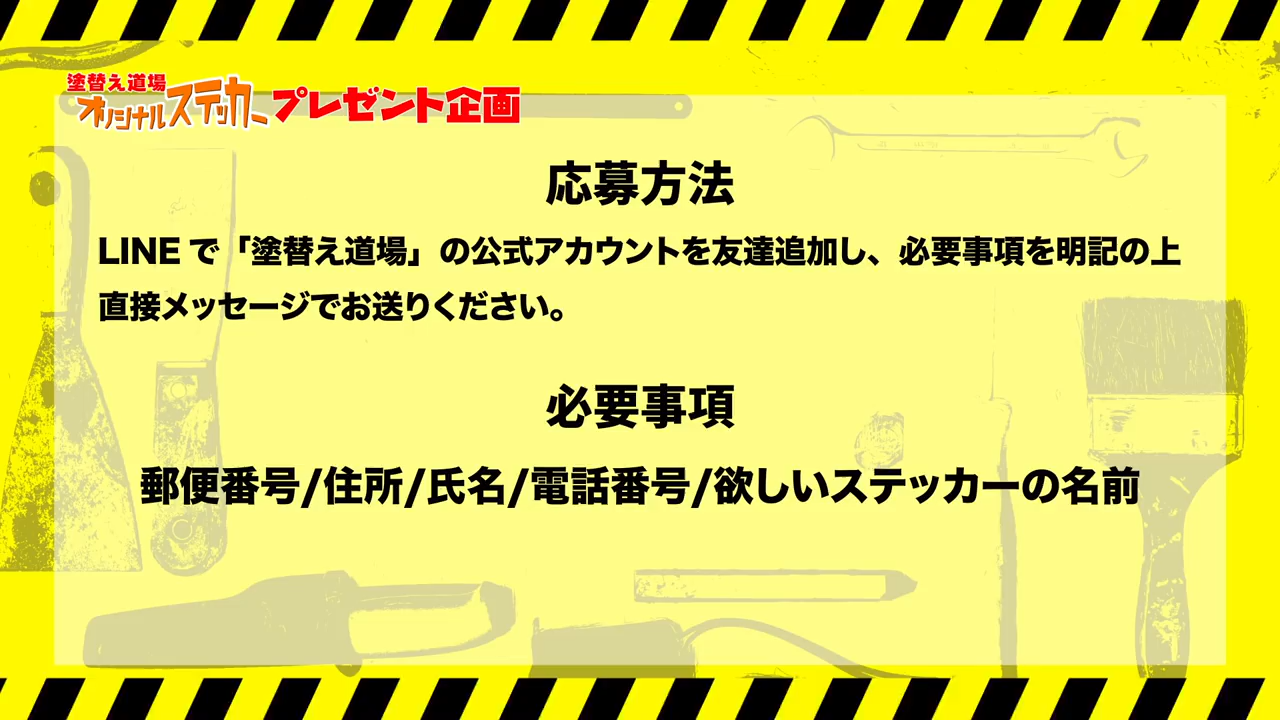 塗替え道場
オリジナルステッカープレゼント企画
応募方法
LINEで「塗替え道場」の公式アカウントを友達追加し、必要事項を明記の上
直接メッセージでお送りください。
必要事項
郵便番号/住所/氏名/電話番号/欲しいステッカーの名前